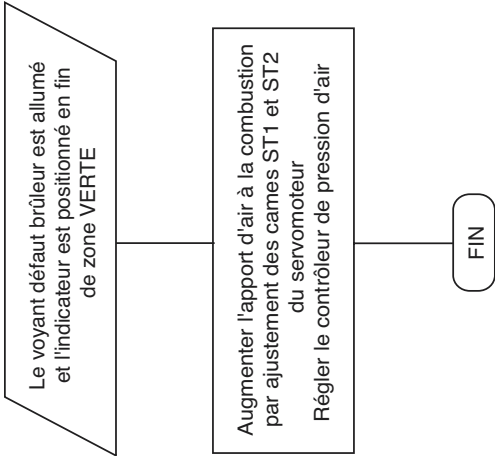 Le voyant défaut brûleur est allumé
et l'indicateur est positionné en fin
de zone VERTE
Augmenter l'apport d'air à la combustion
par ajustement des cames ST1 et ST2
du servomoteur
Régler le contrôleur de pression d'air
FIN